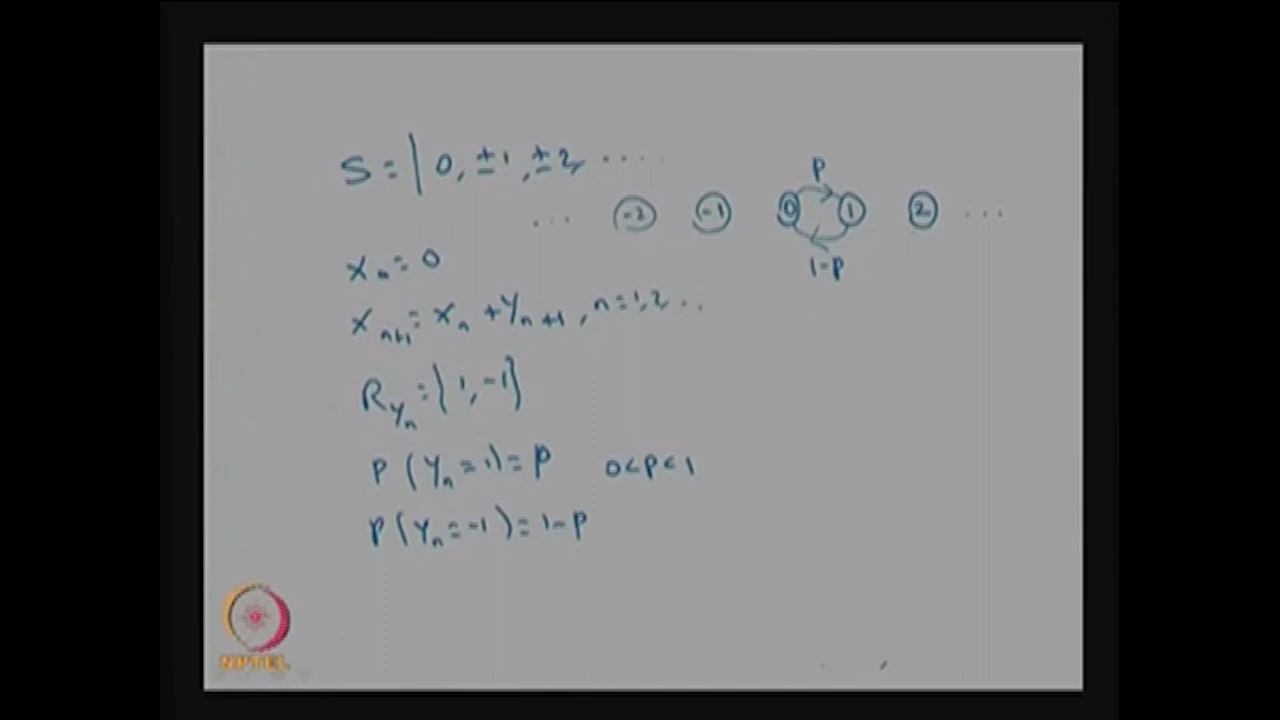 S = { 0, ±1, ±2, .....
p
... -2 -1 0 1 2 ...
1-p
Xn = 0
Xn+1 = Xn + Yn+1, n = 1, 2, ..
RYn = { 1, -1 }
P(Yn = 1) = p 0 < p < 1
P(Yn = -1) = 1 - p
NPTEL